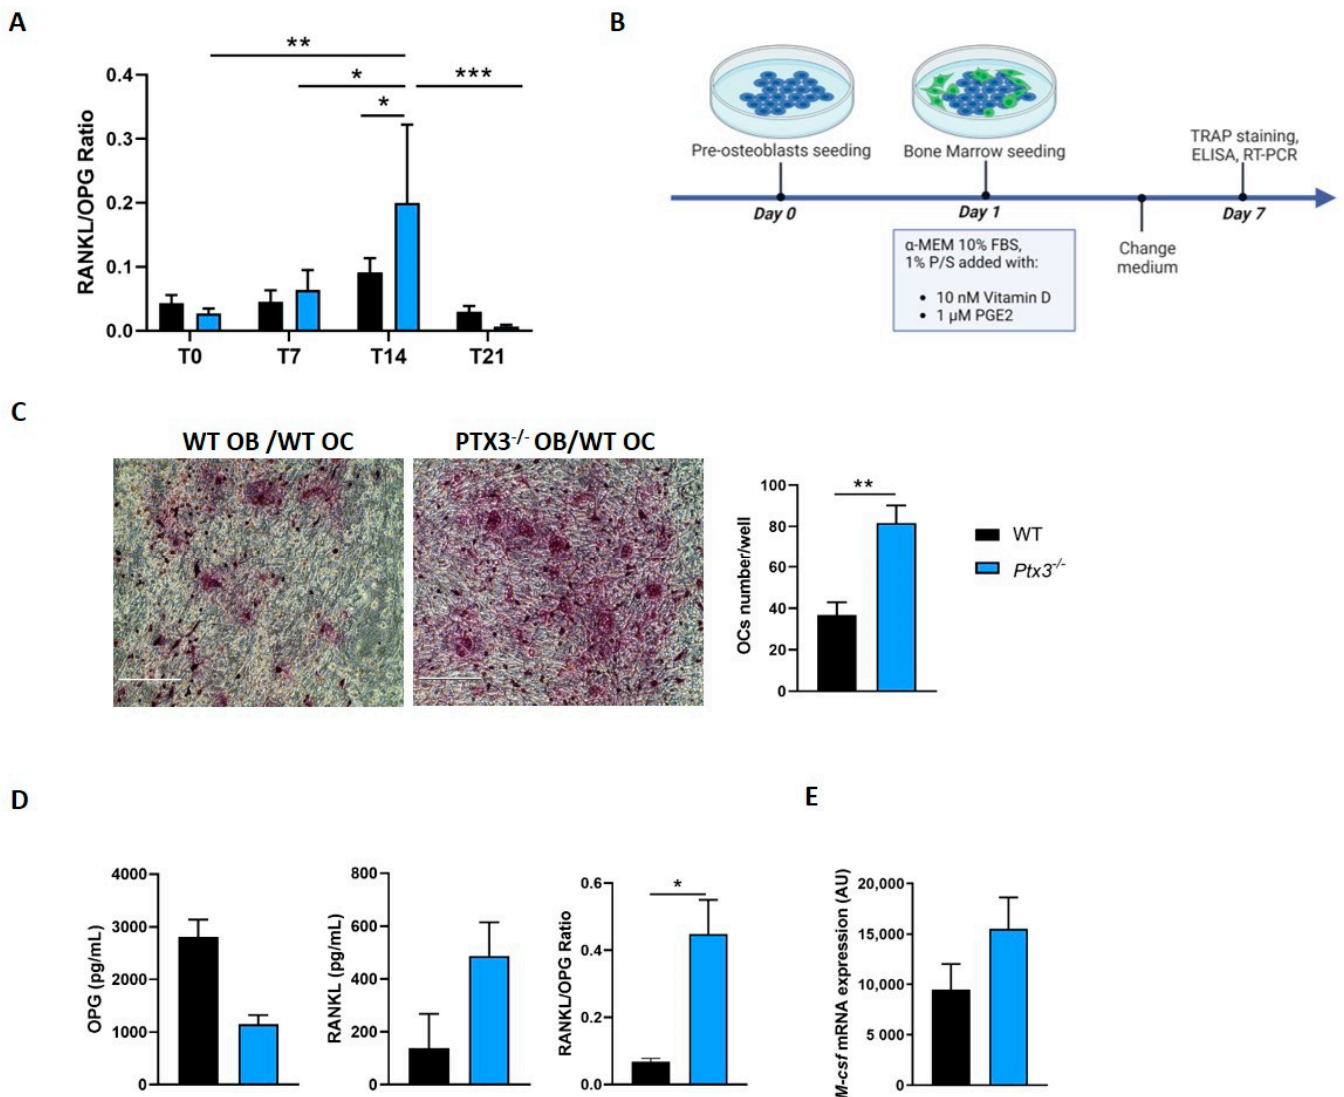 A
**
*
***
*
RANKL/OPG Ratio
0.4
0.3
0.2
0.1
0.0
T0
T7
T14
T21
B
Pre-osteoblasts seeding
Bone Marrow seeding
TRAP staining,
ELISA, RT-PCR
Day 0
Day 1
Day 7
α-MEM 10% FBS,
1% P/S added with:
• 10 nM Vitamin D
• 1 µM PGE2
Change
medium
C
WT OB /WT OC
PTX3-/- OB/WT OC
OCs number/well
100
80
60
40
20
0
**
WT
Ptx3-/-
D
OPG (pg/mL)
4000
3000
2000
1000
0
RANKL (pg/mL)
800
600
400
200
0
RANKL/OPG Ratio
0.6
0.4
0.2
0.0
*
E
M-csf mRNA expression (AU)
20,000
15,000
10,000
5 000
0